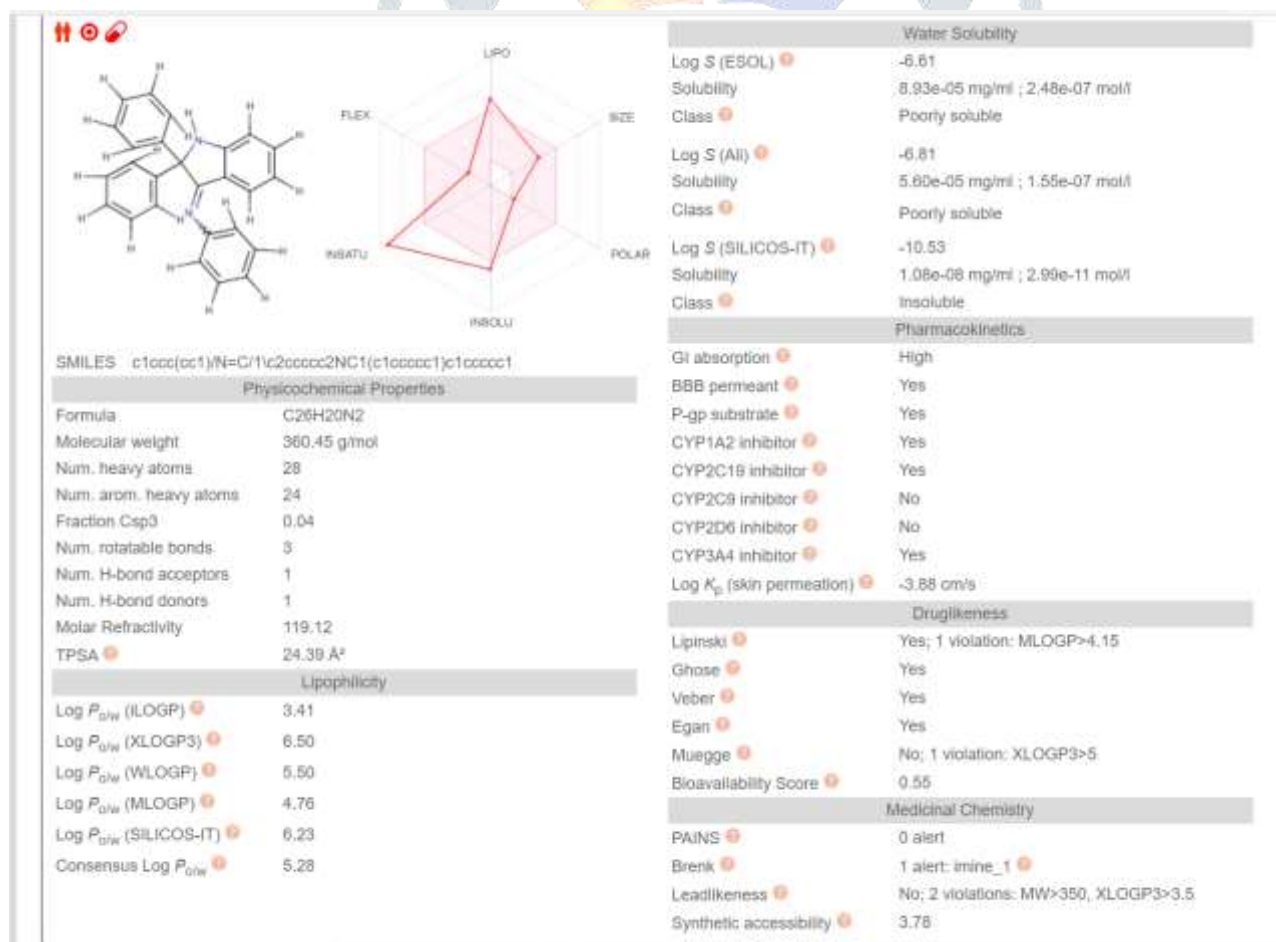 LIPO
FLEX
SIZE
INSATU
POLAR
INSOLU
SMILES c1ccc(cc1)/N=C/1\c2ccccc2NC1(c1ccccc1)c1ccccc1
Physicochemical Properties
Formula C26H20N2
Molecular weight 360.45 g/mol
Num. heavy atoms 28
Num. arom. heavy atoms 24
Fraction Csp3 0.04
Num. rotatable bonds 3
Num. H-bond acceptors 1
Num. H-bond donors 1
Molar Refractivity 119.12
TPSA 24.39 Å²
Lipophilicity
Log Po/w (iLOGP) 3.41
Log Po/w (XLOGP3) 6.50
Log Po/w (WLOGP) 5.50
Log Po/w (MLOGP) 4.76
Log Po/w (SILICOS-IT) 6.23
Consensus Log Po/w 5.28
Water Solubility
Log S (ESOL) -6.61
Solubility 8.93e-05 mg/ml ; 2.48e-07 mol/l
Class Poorly soluble
Log S (Ali) -6.81
Solubility 5.60e-05 mg/ml ; 1.55e-07 mol/l
Class Poorly soluble
Log S (SILICOS-IT) -10.53
Solubility 1.08e-08 mg/ml ; 2.99e-11 mol/l
Class Insoluble
Pharmacokinetics
GI absorption High
BBB permeant Yes
P-gp substrate Yes
CYP1A2 inhibitor Yes
CYP2C19 inhibitor Yes
CYP2C9 inhibitor No
CYP2D6 inhibitor No
CYP3A4 inhibitor Yes
Log Kp (skin permeation) -3.88 cm/s
Druglikeness
Lipinski Yes; 1 violation: MLOGP>4.15
Ghose Yes
Veber Yes
Egan Yes
Muegge No; 1 violation: XLOGP3>5
Bioavailability Score 0.55
Medicinal Chemistry
PAINS 0 alert
Brenk 1 alert: imine_1
Leadlikeness No; 2 violations: MW>350, XLOGP3>3.5
Synthetic accessibility 3.78